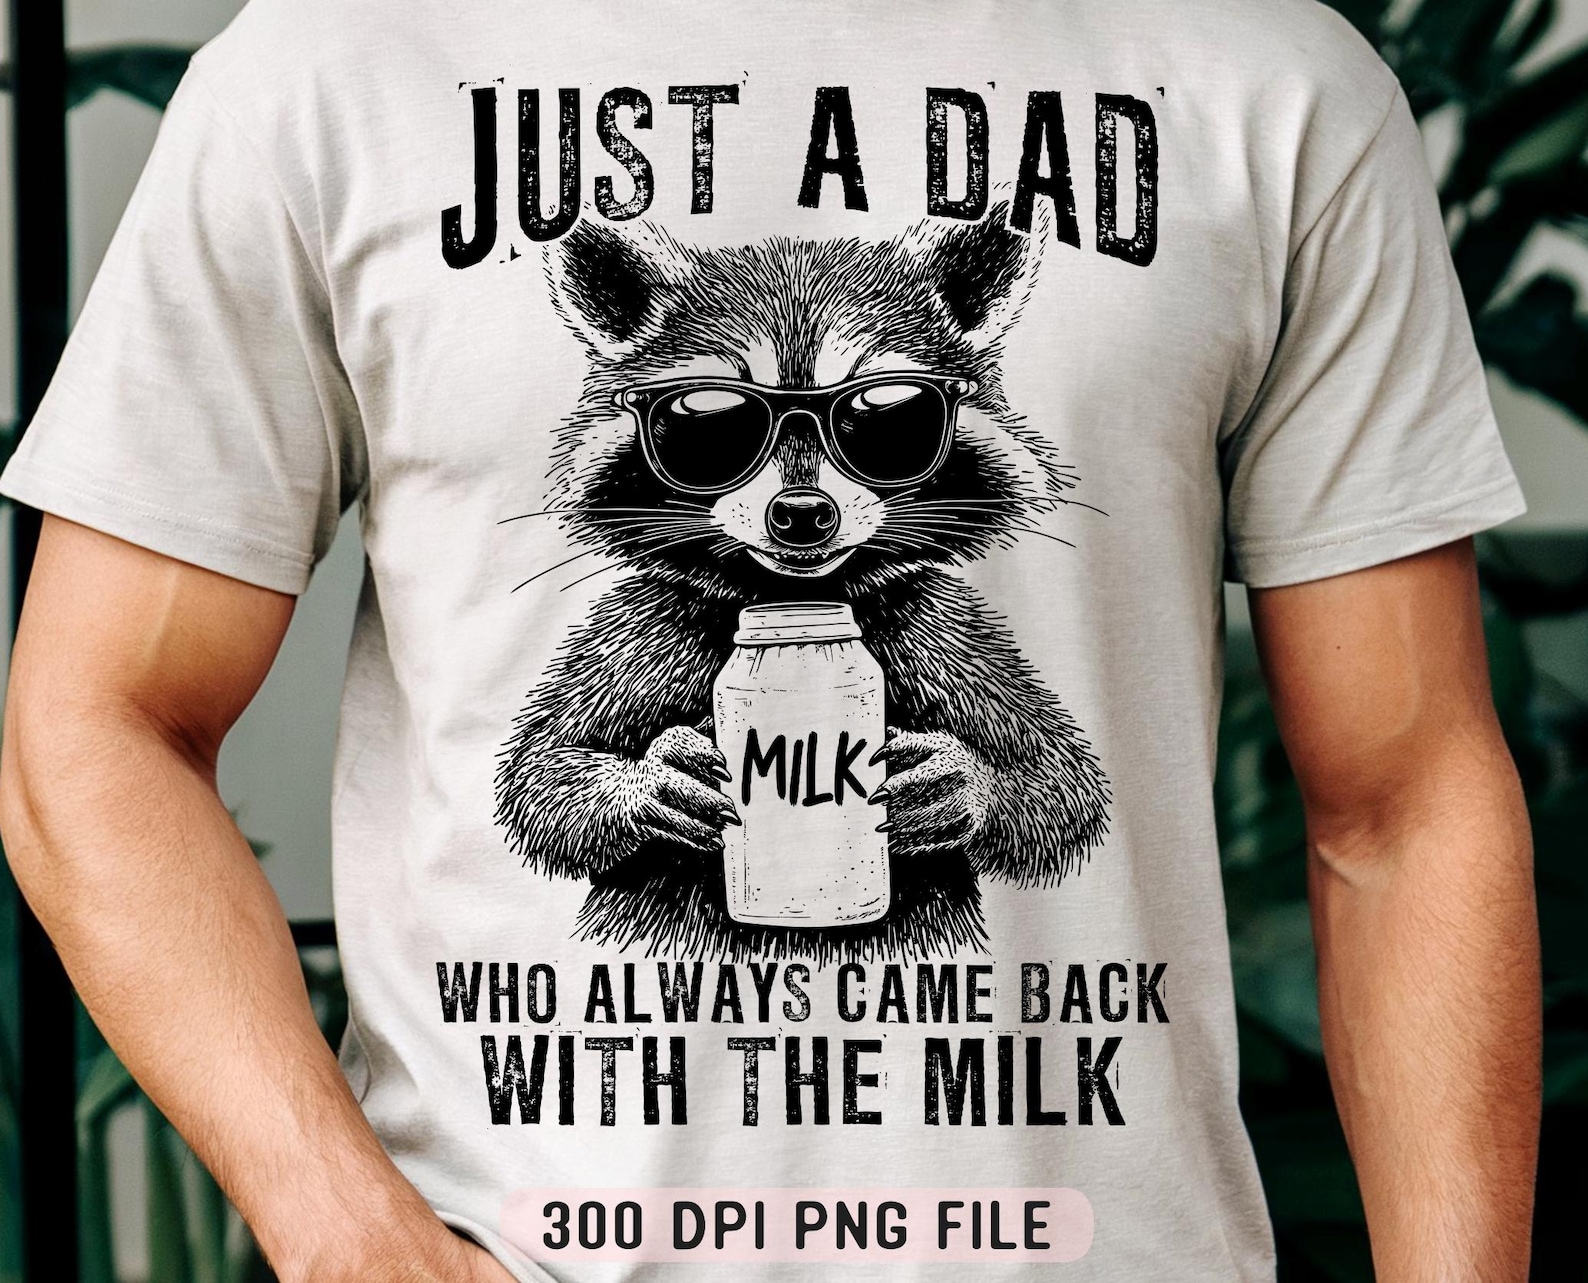 JUST A DAD
MILK
WHO ALWAYS CAME BACK
WITH THE MILK
300 DPI PNG FILE